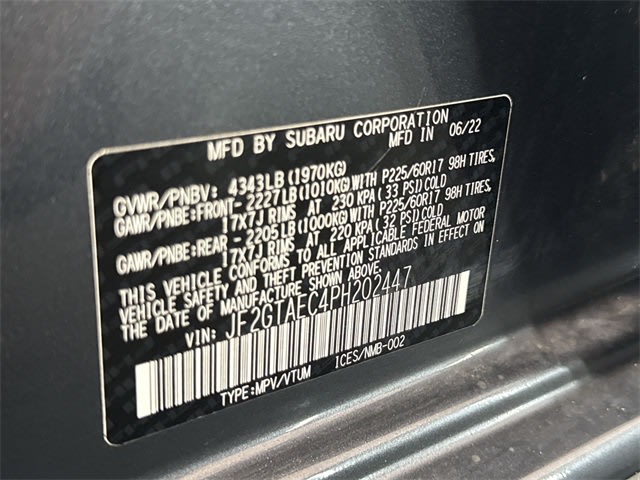 MFD BY SUBARU CORPORATION
MFD IN 06/22
GVWR/PNBV: 4343LB(1970KG)
GAWR/PNBE:FRONT- 2227LB(1010KG)WITH P225/60R17 98H TIRES,
17X7J RIMS AT 230 KPA(33 PSI)COLD
GAWR/PNBE:REAR - 2205LB(1000KG)WITH P225/60R17 98H TIRES,
17X7J RIMS AT 220 KPA(32 PSI)COLD
THIS VEHICLE CONFORMS TO ALL APPLICABLE FEDERAL MOTOR
VEHICLE SAFETY AND THEFT PREVENTION STANDARDS IN EFFECT ON
THE DATE OF MANUFACTURE SHOWN ABOVE.
VIN: JF2GTAEC4PH202447
TYPE:MPV/VTUM ICES/NMB-002